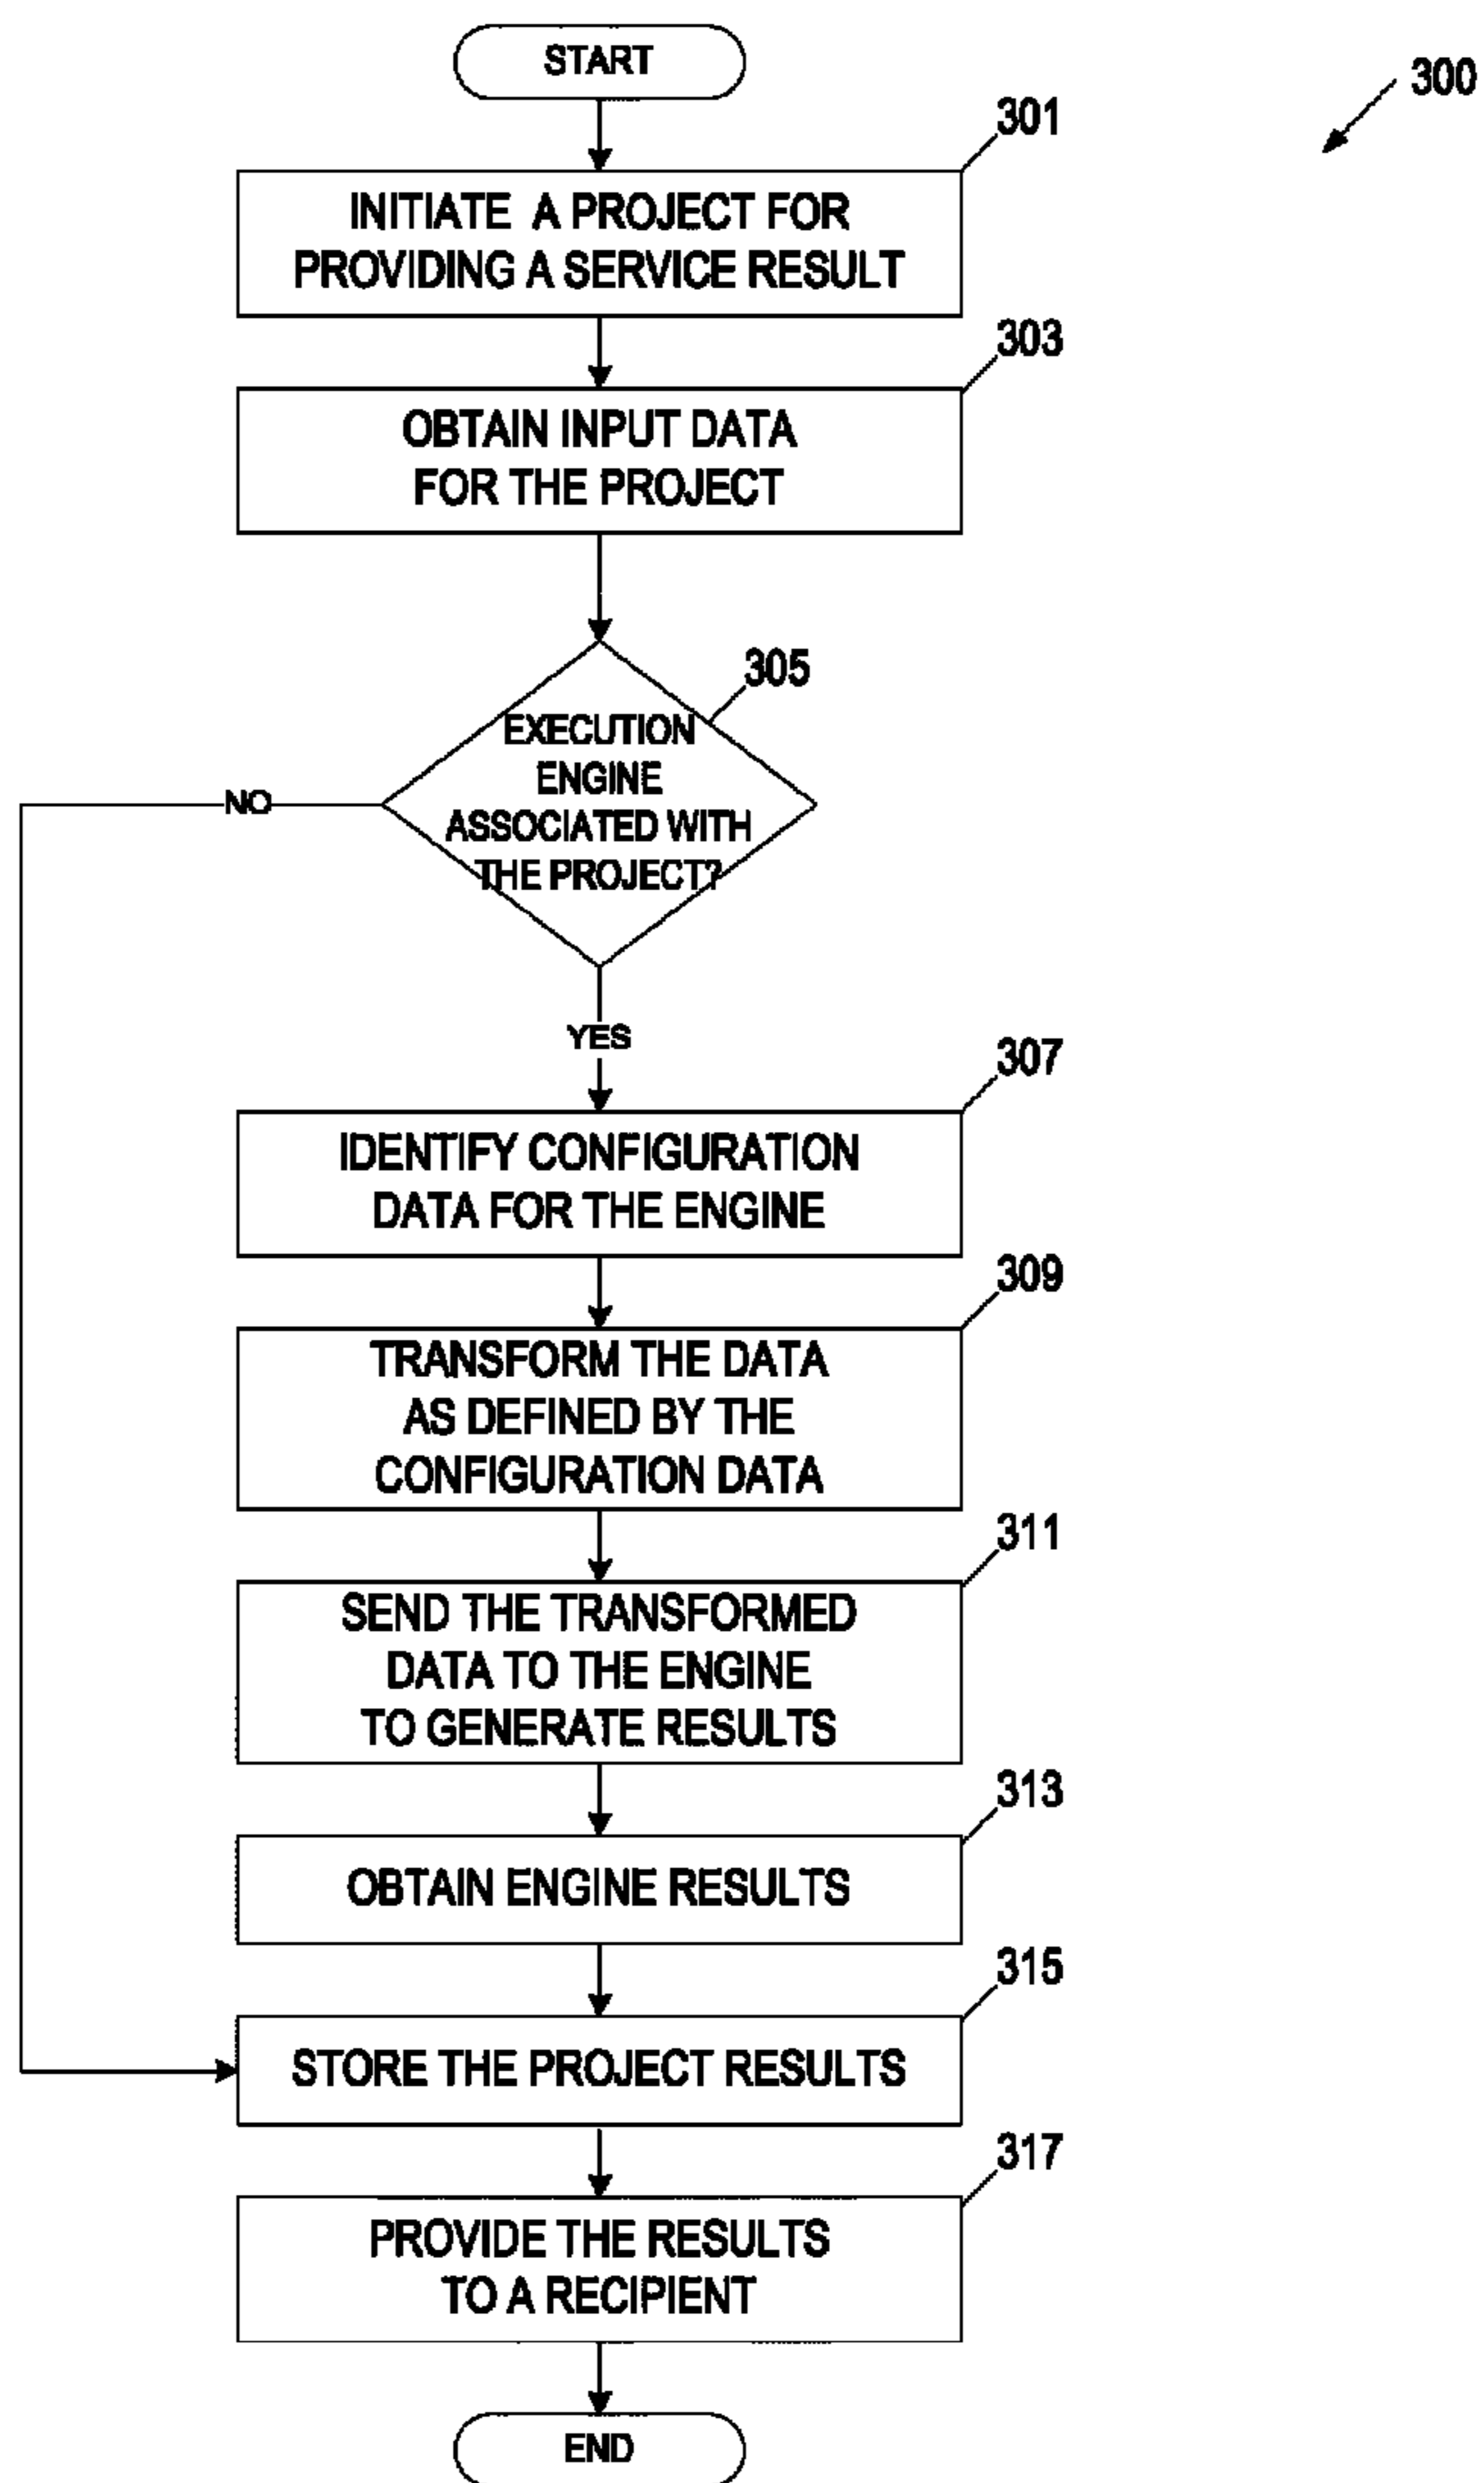 START
300
301
INITIATE A PROJECT FOR
PROVIDING A SERVICE RESULT
303
OBTAIN INPUT DATA
FOR THE PROJECT
305
EXECUTION
ENGINE
ASSOCIATED WITH
THE PROJECT?
NO
YES
307
IDENTIFY CONFIGURATION
DATA FOR THE ENGINE
309
TRANSFORM THE DATA
AS DEFINED BY THE
CONFIGURATION DATA
311
SEND THE TRANSFORMED
DATA TO THE ENGINE
TO GENERATE RESULTS
313
OBTAIN ENGINE RESULTS
315
STORE THE PROJECT RESULTS
317
PROVIDE THE RESULTS
TO A RECIPIENT
END